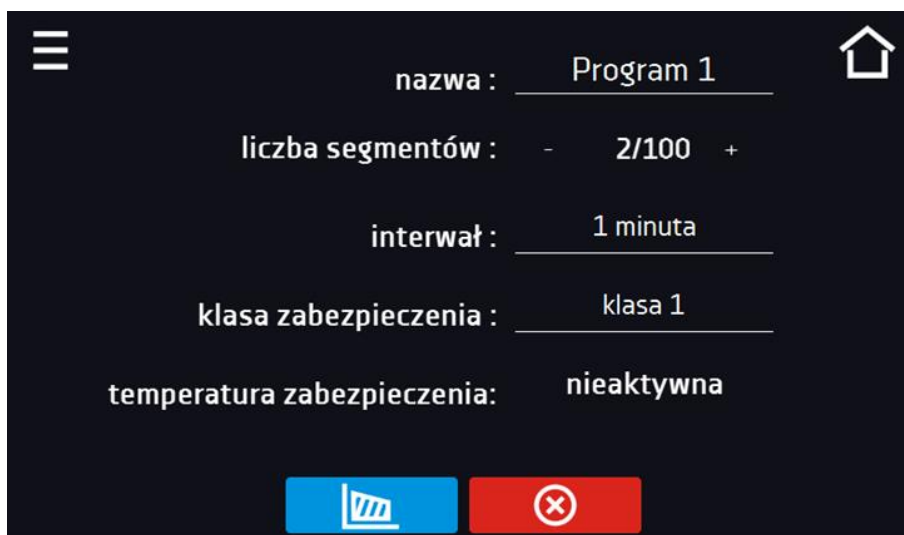 nazwa : Program 1
liczba segmentów : - 2/100 +
interwał : 1 minuta
klasa zabezpieczenia : klasa 1
temperatura zabezpieczenia: nieaktywna